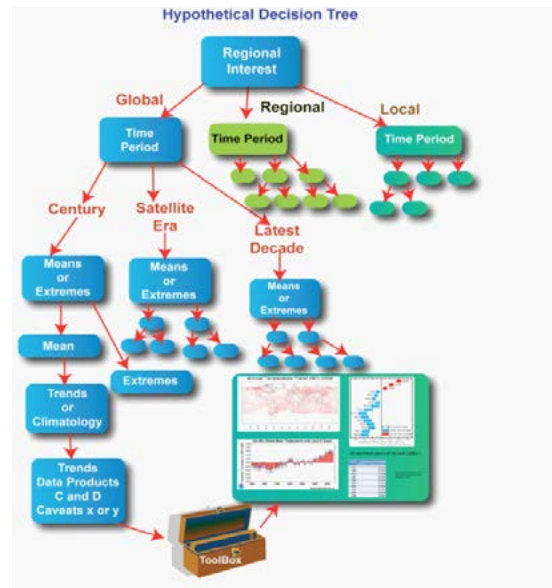 Hypothetical Decision Tree
Regional
Interest
Global
Regional
Local
Time
Period
Time Period
Time Period
Century
Satellite
Era
Latest
Decade
Means
or
Extremes
Means
or Extremes
Means
or
Extremes
Mean
Extremes
Trends
or
Climatology
Trends
Data Products
C and D
Caveats x or y
ToolBox